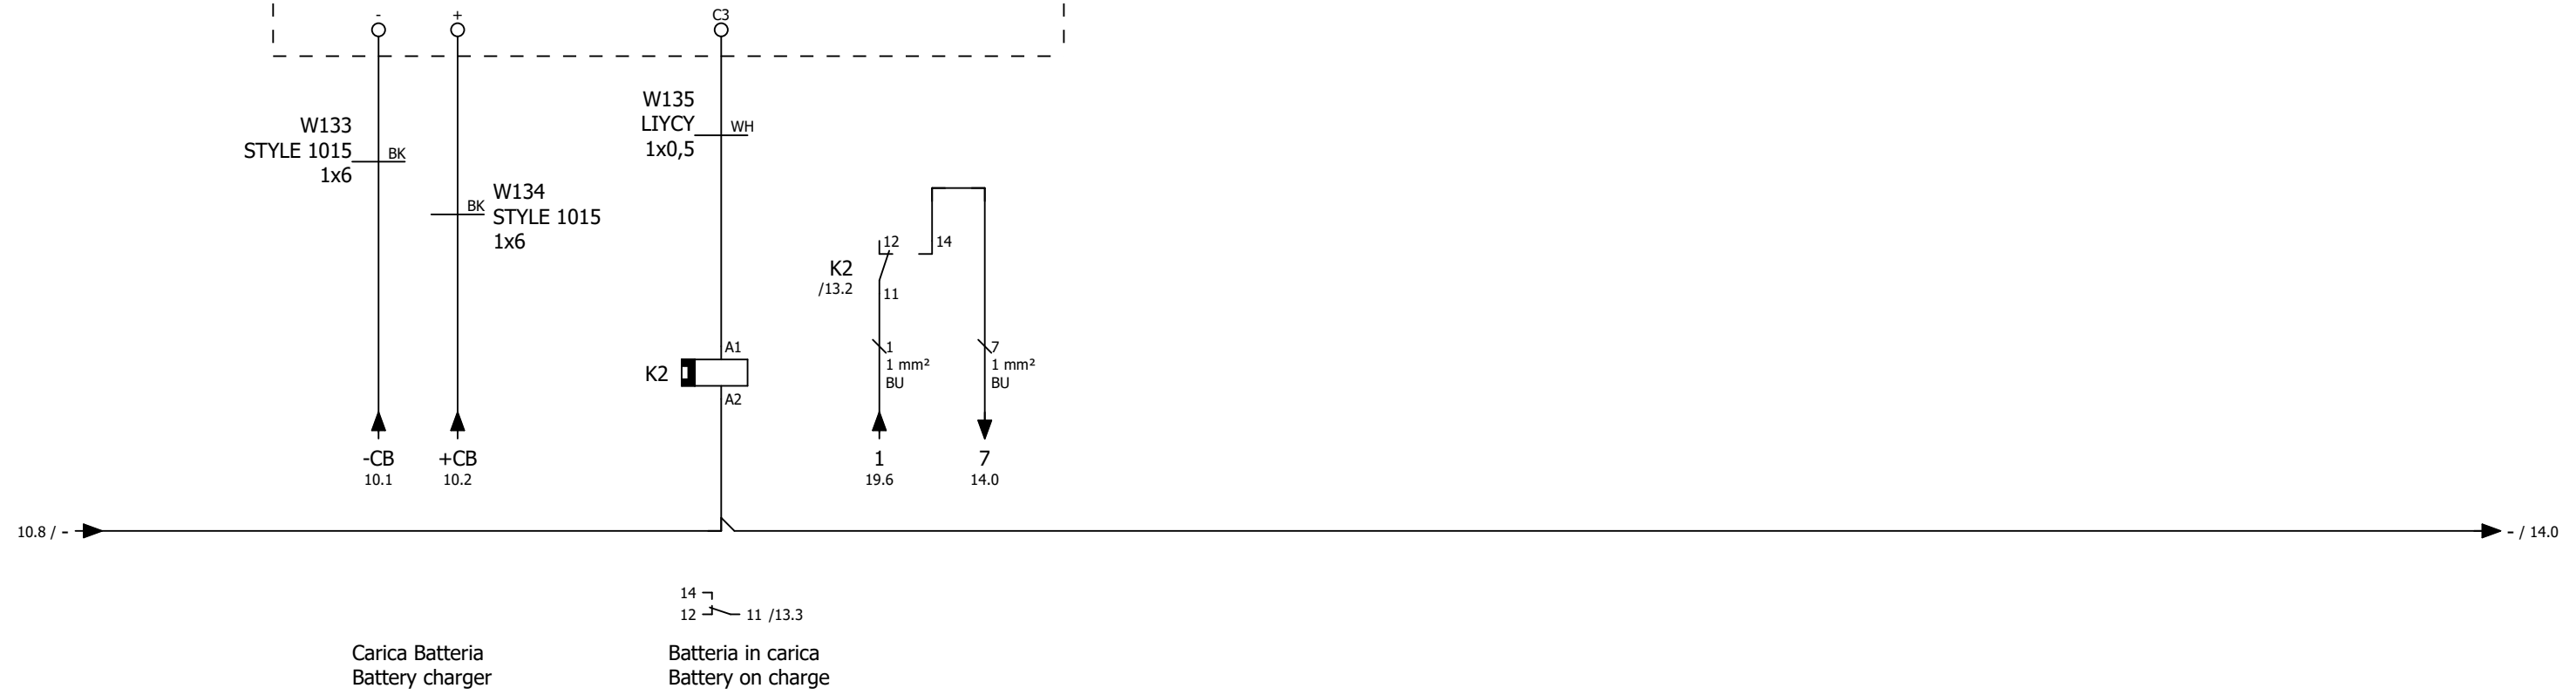 - + C3
W135
LIYCY WH
1x0,5
W133
STYLE 1015 BK
1x6
W134
BK STYLE 1015
1x6
12 14
K2
/13.2
11
A1
K2
A2
1
1 mm²
BU
7
1 mm²
BU
-CB +CB 1 7
10.1 10.2 19.6 14.0
10.8 / - - / 14.0
14
12 11 /13.3
Carica Batteria
Battery charger
Batteria in carica
Battery on charge